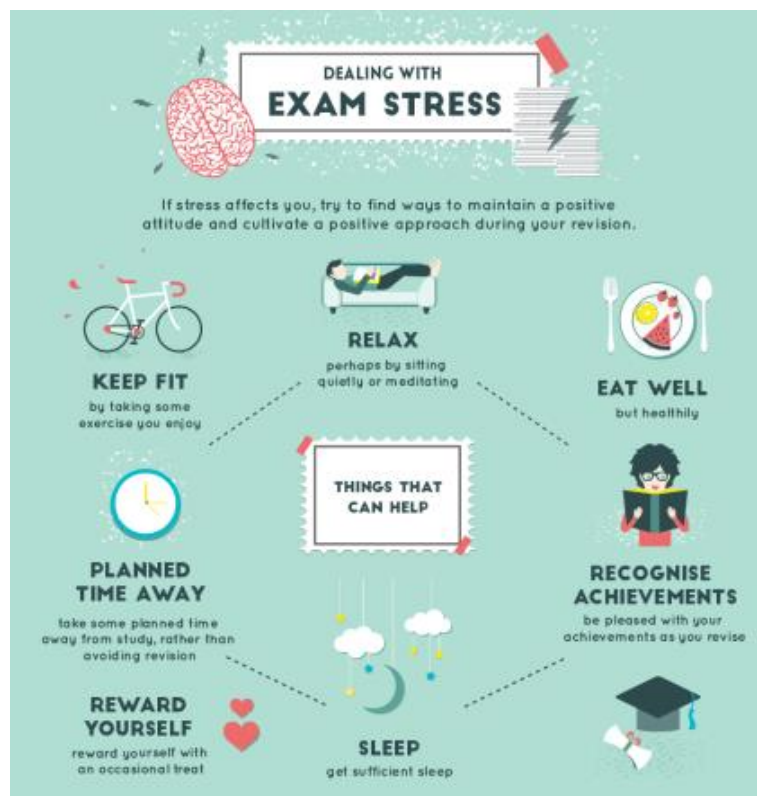 DEALING WITH
EXAM STRESS
If stress affects you, try to find ways to maintain a positive
attitude and cultivate a positive approach during your revision.
KEEP FIT
by taking some
exercise you enjoy
RELAX
perhaps by sitting
quietly or meditating
EAT WELL
but healthily
THINGS THAT
CAN HELP
PLANNED
TIME AWAY
take some planned time
away from study, rather than
avoiding revision
RECOGNISE
ACHIEVEMENTS
be pleased with your
achievements as you revise
REWARD
YOURSELF
reward yourself with
an occasional treat
SLEEP
get sufficient sleep